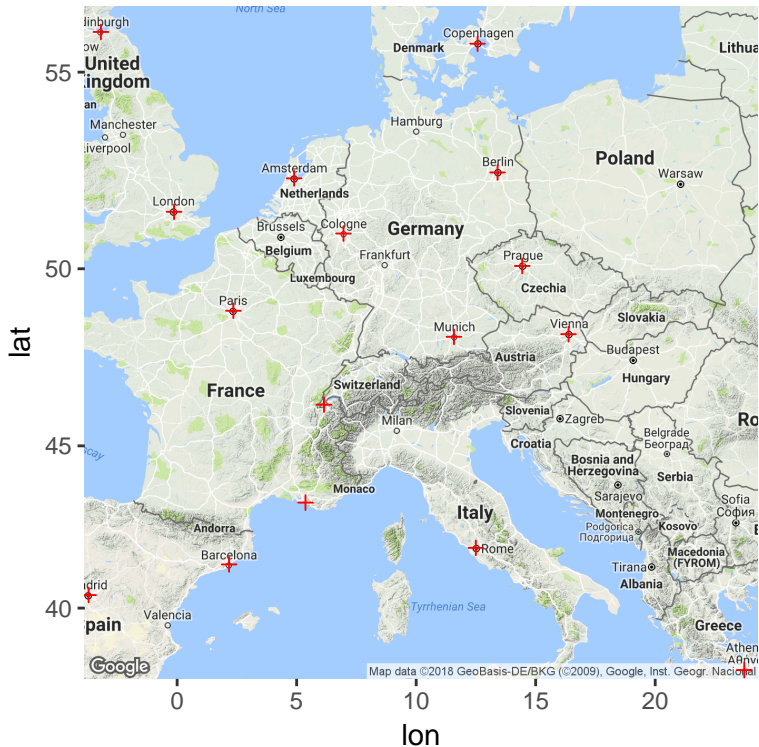 North Sea
dinburgh
Copenhagen
Denmark
Lithua
55
United
ingdom
Manchester
Liverpool
Hamburg
Amsterdam
Netherlands
Berlin
Poland
Warsaw
London
Brussels
Belgium
Cologne
Germany
Frankfurt
Luxembourg
Prague
Czechia
50
Paris
Munich
Vienna
Slovakia
Austria
Budapest
Hungary
France
Switzerland
Milan
Slovenia
Zagreb
Croatia
Ro
45
lat
cay
Belgrade
Београд
Bosnia and
Herzegovina
Serbia
Monaco
Sarajevo
Sofia
София
Montenegro
Italy
Andorra
Podgorica
Подгорица
Kosovo
Rome
Barcelona
Macedonia
(FYROM)
Tirana
Albania
drid
40
Valencia
pain
Tyrrhenian Sea
Greece
Athen
Αθήν
Google
Map data ©2018 GeoBasis-DE/BKG (©2009), Google, Inst. Geogr. Nacional
0 5 10 15 20
lon